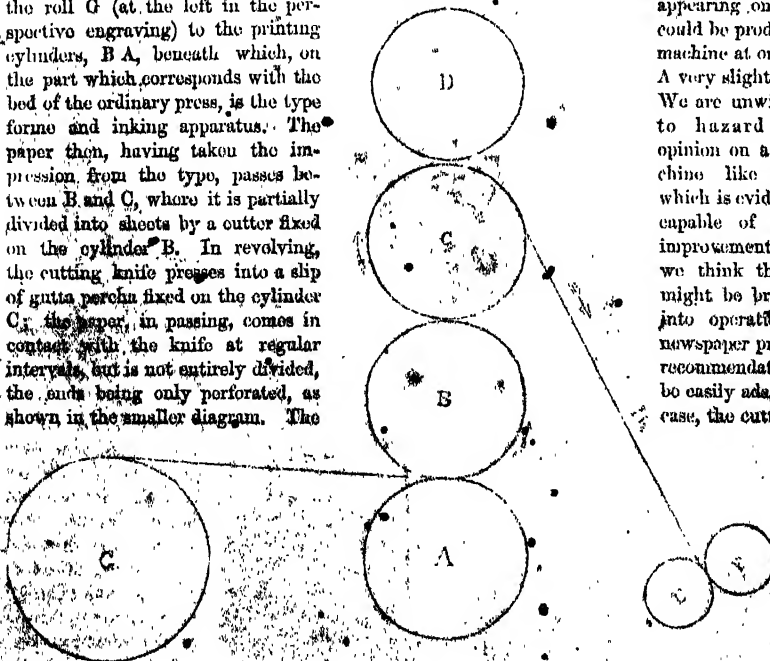 the roll G (at the left in the per-
spective engraving) to the printing
cylinders, B A, beneath which, on
the part which corresponds with the
bed of the ordinary press, is the type
forme and inking apparatus. The
paper then, having taken the im-
pression from the type, passes be-
tween B and C, where it is partially
divided into sheets by a cutter fixed
on the cylinder B. In revolving,
the cutting knife presses into a slip
of gutta percha fixed on the cylinder
C; the paper, in passing, comes in
contact with the knife at regular
intervals, but is not entirely divided,
the ends being only perforated, as
shown in the smaller diagram. The
D
C
B
A
G
appearing on
could be prod
machine at or
A very slight
We are unwi
to hazard
opinion on a
chine like
which is evid
capable of
improvement
we think th
might be br
into operati
newspaper pr
recommendat
be easily ada
case, the cutt